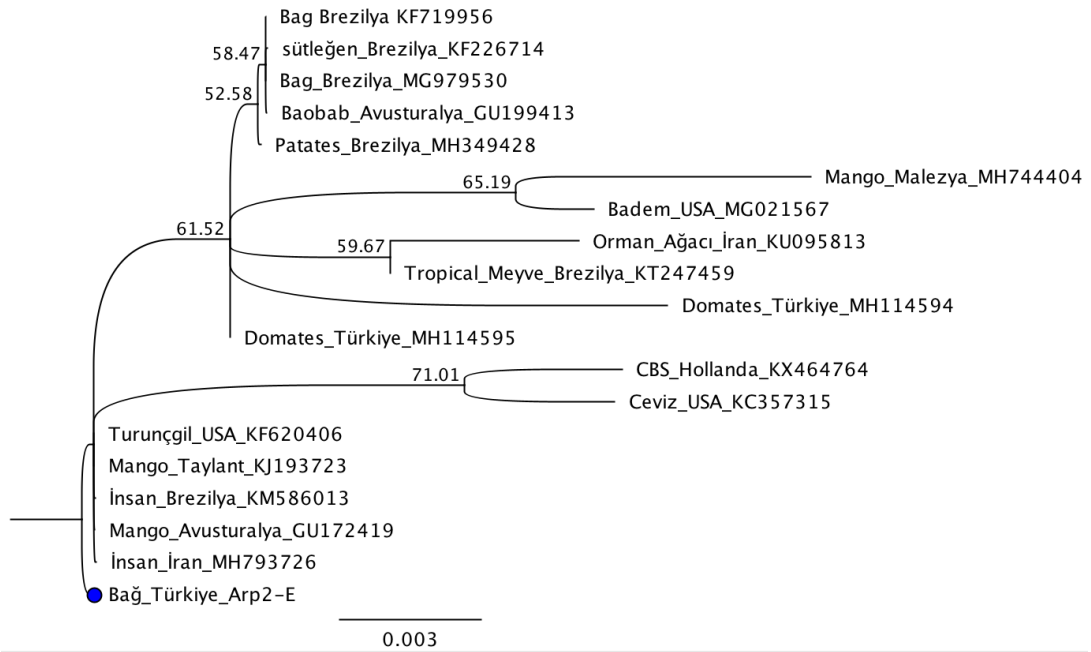 Bag Brezilya KF719956
58.47
sütleğen_Brezilya_KF226714
Bag_Brezilya_MG979530
52.58
Baobab_Avusturalya_GU199413
Patates_Brezilya_MH349428
Mango_Malezya_MH744404
65.19
Badem_USA_MG021567
61.52
Orman_Ağacı_İran_KU095813
59.67
Tropical_Meyve_Brezilya_KT247459
Domates_Türkiye_MH114594
Domates_Türkiye_MH114595
CBS_Hollanda_KX464764
71.01
Ceviz_USA_KC357315
Turunçgil_USA_KF620406
Mango_Taylant_KJ193723
İnsan_Brezilya_KM586013
Mango_Avusturalya_GU172419
İnsan_İran_MH793726
Bağ_Türkiye_Arp2-E
0.003